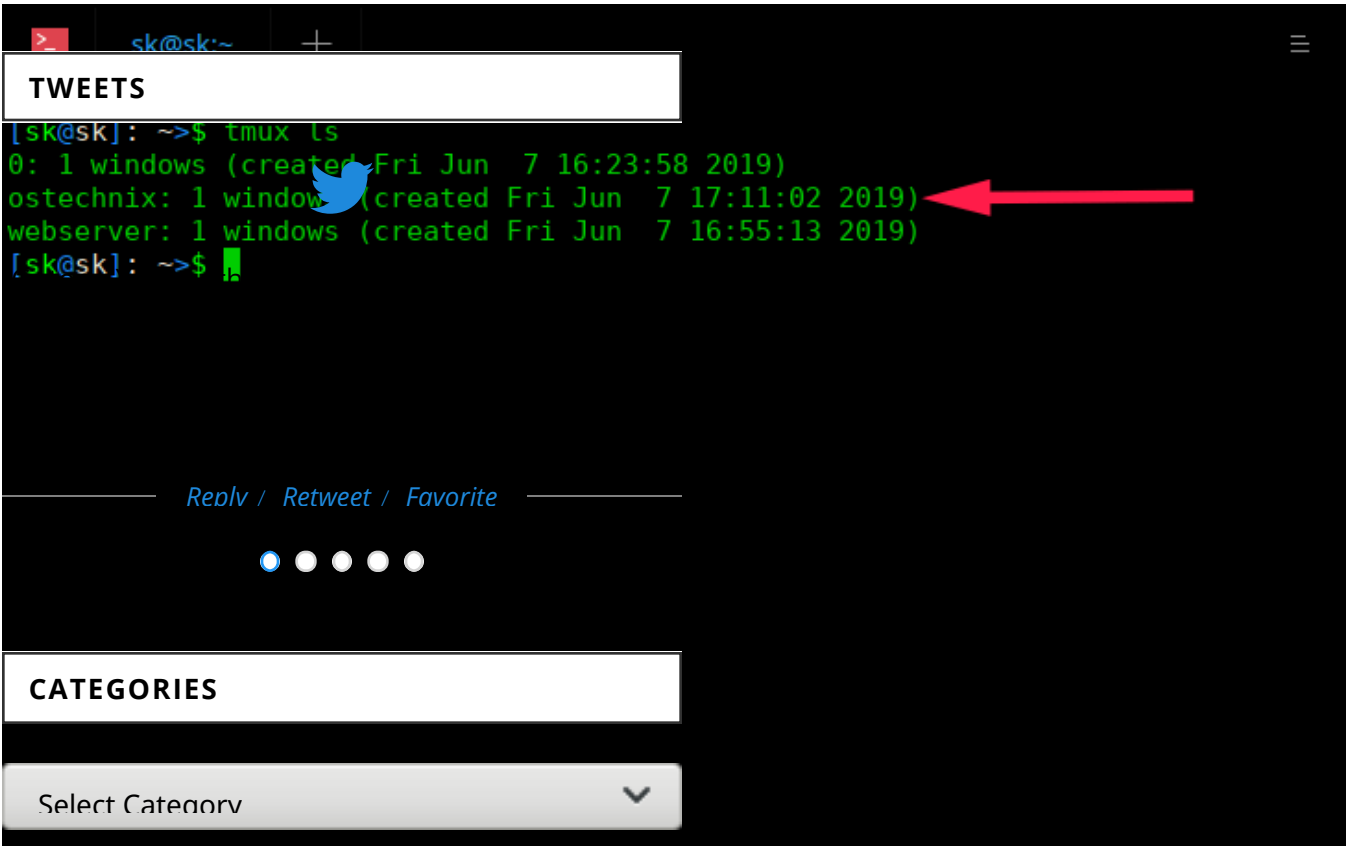 >_ sk@sk:~ +
TWEETS
[sk@sk]: ~>$ tmux ls
0: 1 windows (created Fri Jun  7 16:23:58 2019)
ostechnix: 1 window (created Fri Jun  7 17:11:02 2019)
webserver: 1 windows (created Fri Jun  7 16:55:13 2019)
[sk@sk]: ~>$
Reply / Retweet / Favorite
CATEGORIES
Select Category